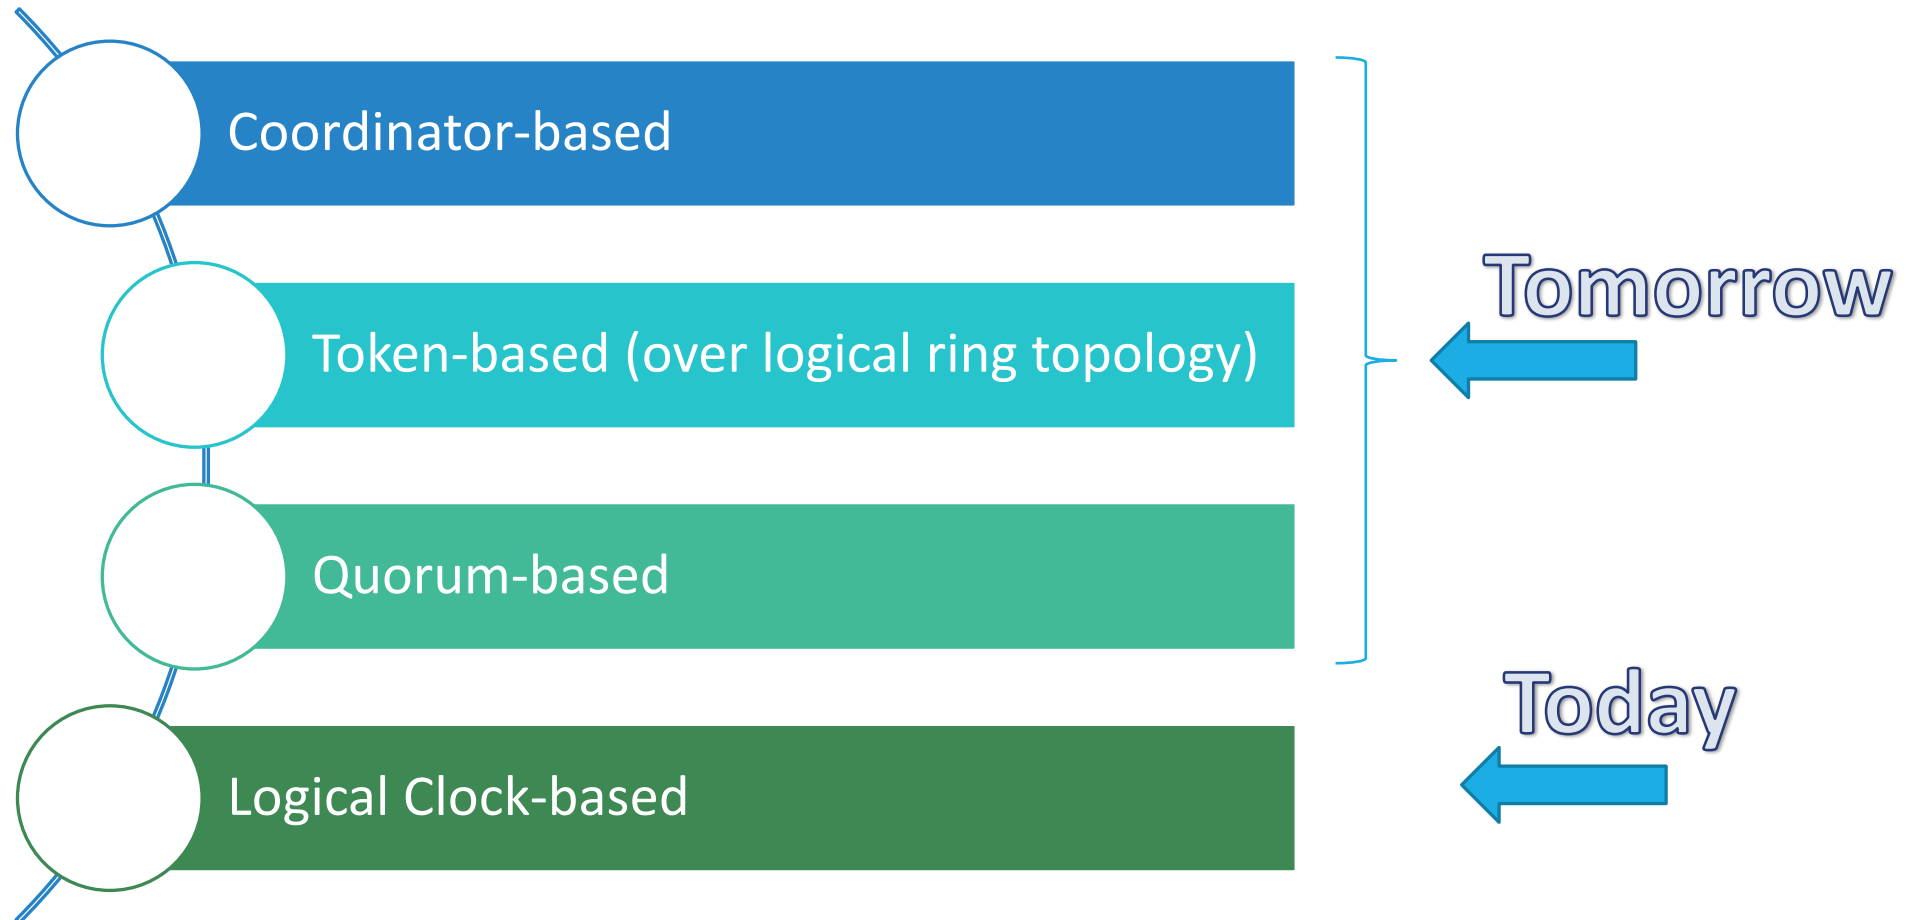 Coordinator-based
Token-based (over logical ring topology)
Tomorrow
Quorum-based
Today
Logical Clock-based